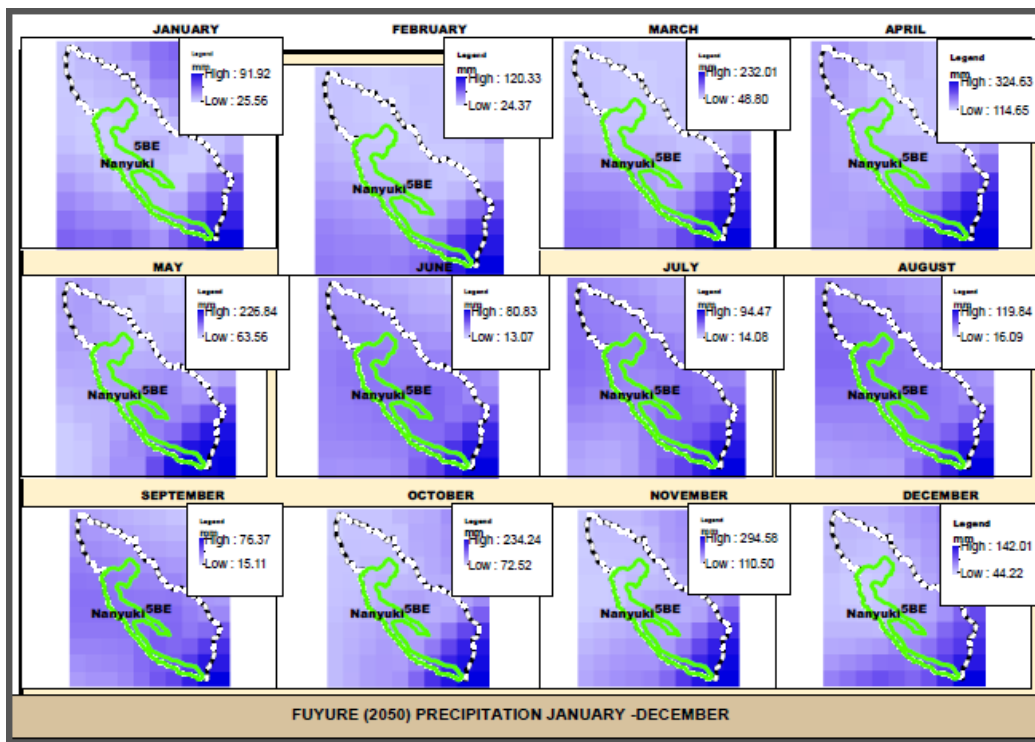 JANUARY
Legend
mm
High : 91.92
Low : 25.56
5BE
Nanyuki
FEBRUARY
Legend
mm
High : 120.33
Low : 24.37
5BE
Nanyuki
MARCH
Legend
mm
High : 232.01
Low : 48.80
5BE
Nanyuki
APRIL
Legend
mm
High : 324.63
Low : 114.65
5BE
Nanyuki
MAY
Legend
mm
High : 226.84
Low : 63.56
5BE
Nanyuki
JUNE
Legend
mm
High : 80.83
Low : 13.07
5BE
Nanyuki
JULY
Legend
mm
High : 94.47
Low : 14.08
5BE
Nanyuki
AUGUST
Legend
mm
High : 119.84
Low : 16.09
5BE
Nanyuki
SEPTEMBER
Legend
mm
High : 76.37
Low : 15.11
5BE
Nanyuki
OCTOBER
Legend
mm
High : 234.24
Low : 72.52
5BE
Nanyuki
NOVEMBER
Legend
mm
High : 294.58
Low : 110.50
5BE
Nanyuki
DECEMBER
Legend
mm
High : 142.01
Low : 44.22
5BE
Nanyuki
FUYURE (2050) PRECIPITATION JANUARY -DECEMBER